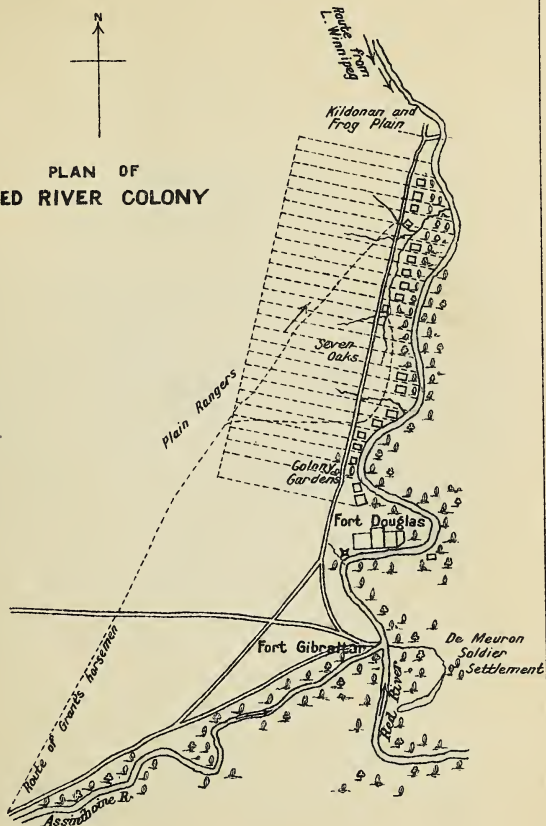 N
Route from
L. Winnipeg
Kildonan and
Frog Plain
PLAN OF
ED RIVER COLONY
Seven
Oaks
Plain Rangers
Colony
Gardens
Fort Douglas
Fort Gibraltar
De Meuron
Soldier
Settlement
Red River
Route of Grant's horsemen
Assiniboine R.